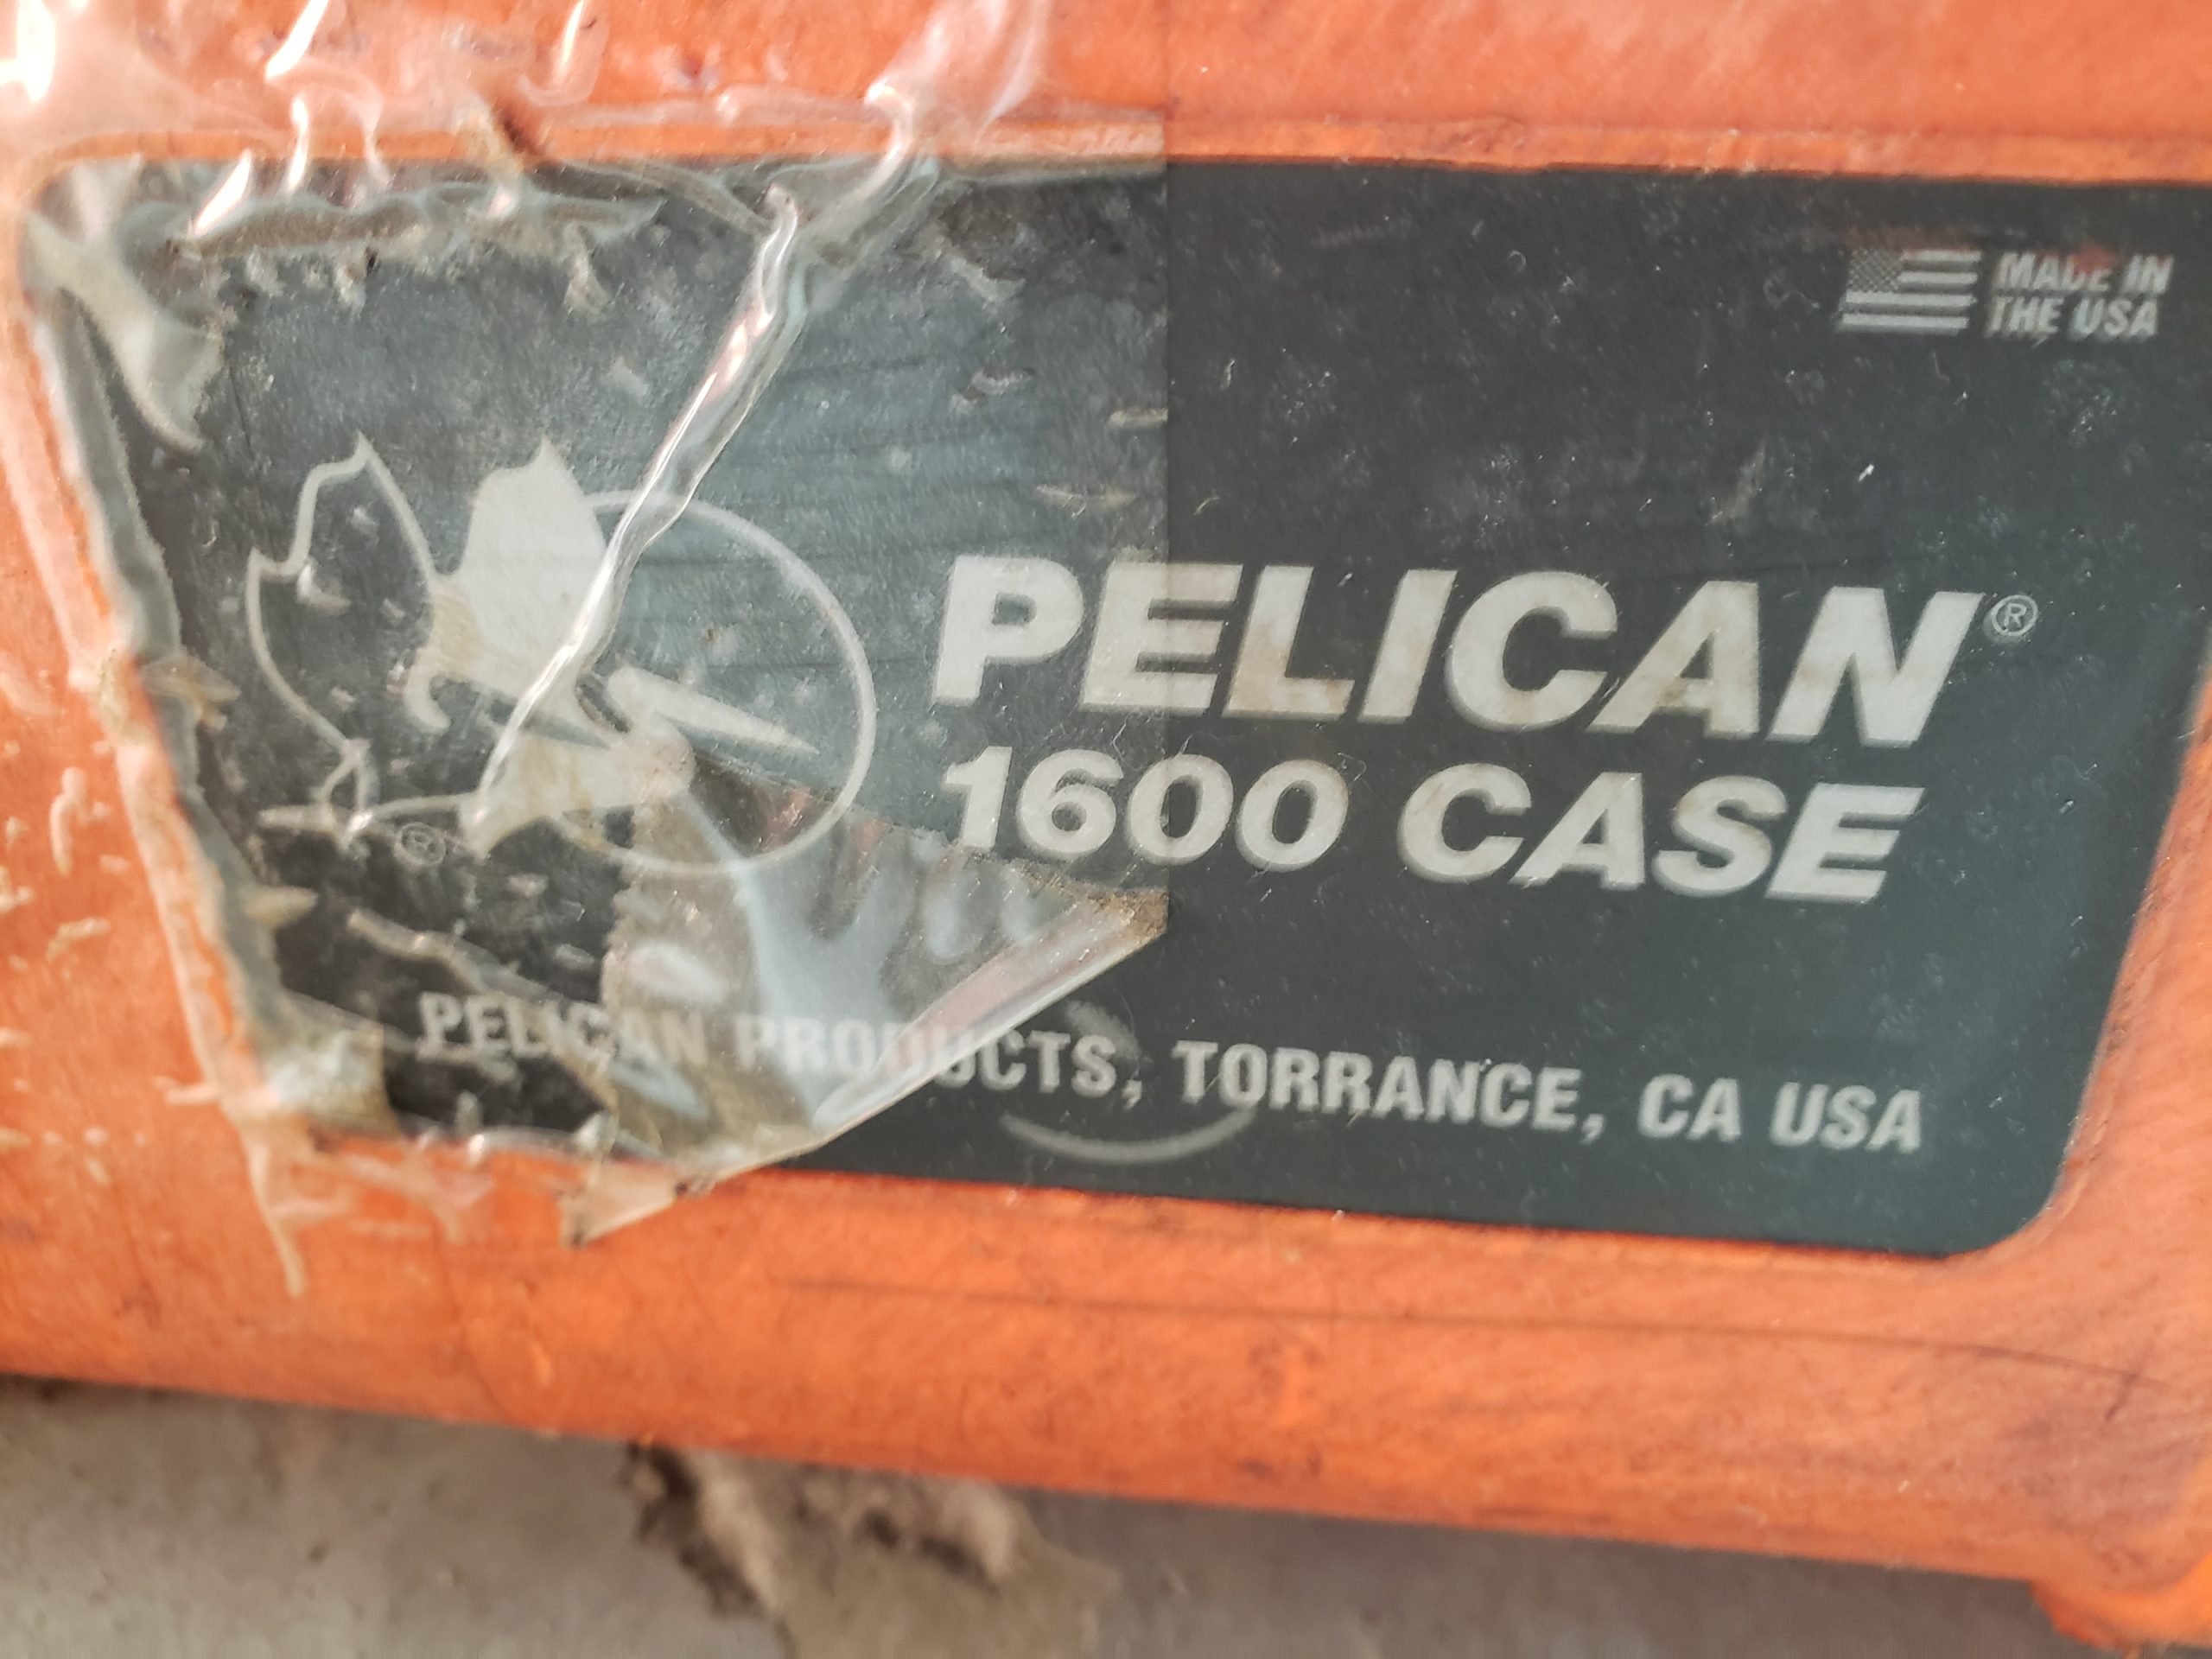 MADE IN
THE USA
PELICAN®
1600 CASE
®
PELICAN PRODUCTS, TORRANCE, CA USA